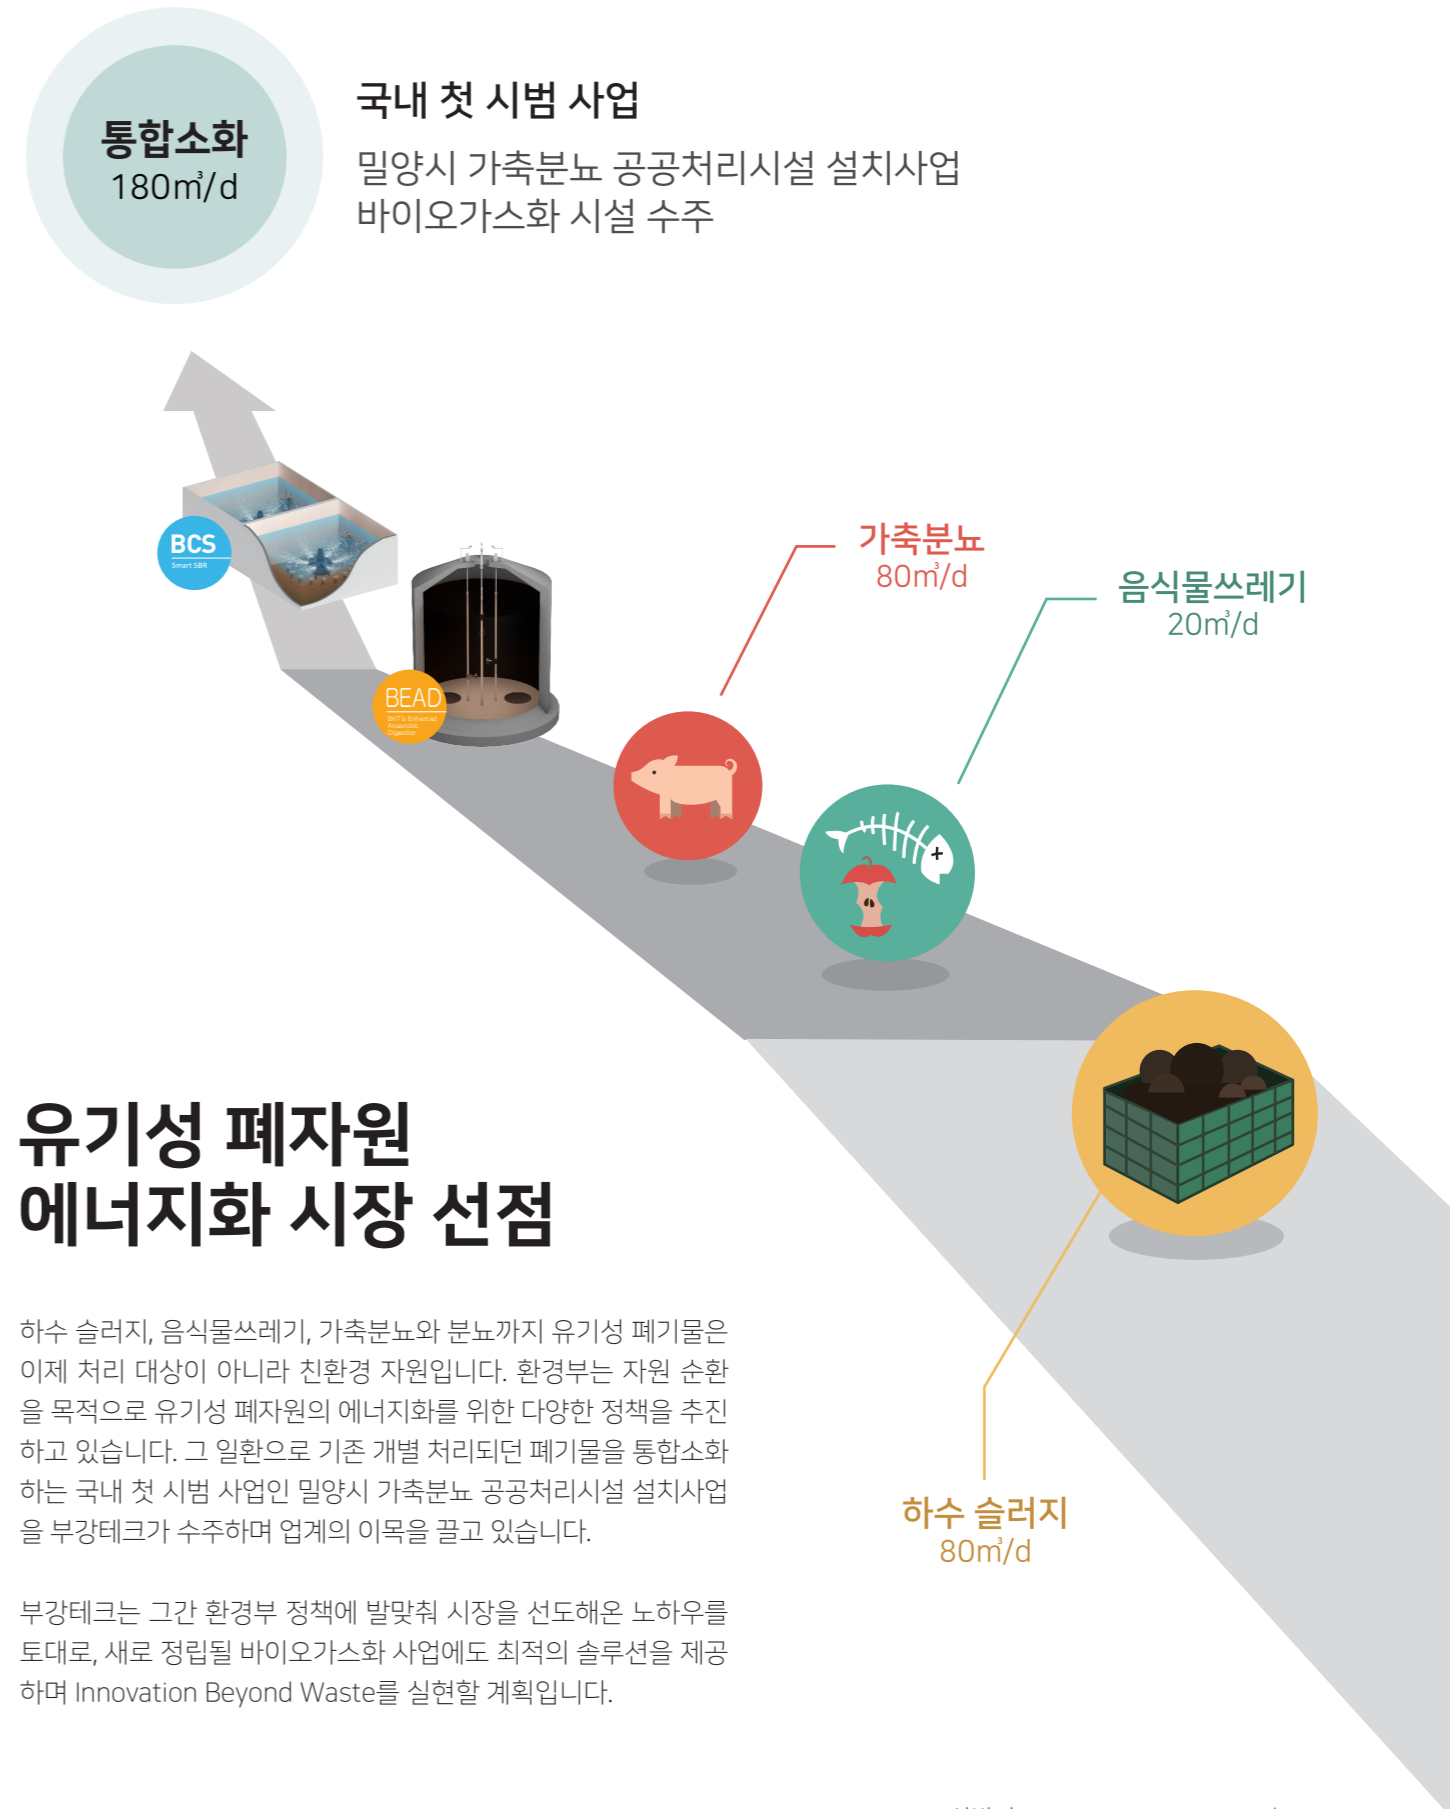 통합소화
180㎥/d
국내 첫 시범 사업
밀양시 가축분뇨 공공처리시설 설치사업
바이오가스화 시설 수주
BCS
Smart SBR
BEAD
BKT's Enhanced
Anaerobic
Digestion
가축분뇨
80㎥/d
음식물쓰레기
20㎥/d
유기성 폐자원
에너지화 시장 선점
하수 슬러지, 음식물쓰레기, 가축분뇨와 분뇨까지 유기성 폐기물은
이제 처리 대상이 아니라 친환경 자원입니다. 환경부는 자원 순환
을 목적으로 유기성 폐자원의 에너지화를 위한 다양한 정책을 추진
하고 있습니다. 그 일환으로 기존 개별 처리되던 폐기물을 통합소화
하는 국내 첫 시범 사업인 밀양시 가축분뇨 공공처리시설 설치사업
을 부강테크가 수주하며 업계의 이목을 끌고 있습니다.
부강테크는 그간 환경부 정책에 발맞춰 시장을 선도해온 노하우를
토대로, 새로 정립될 바이오가스화 사업에도 최적의 솔루션을 제공
하며 Innovation Beyond Waste를 실현할 계획입니다.
하수 슬러지
80㎥/d